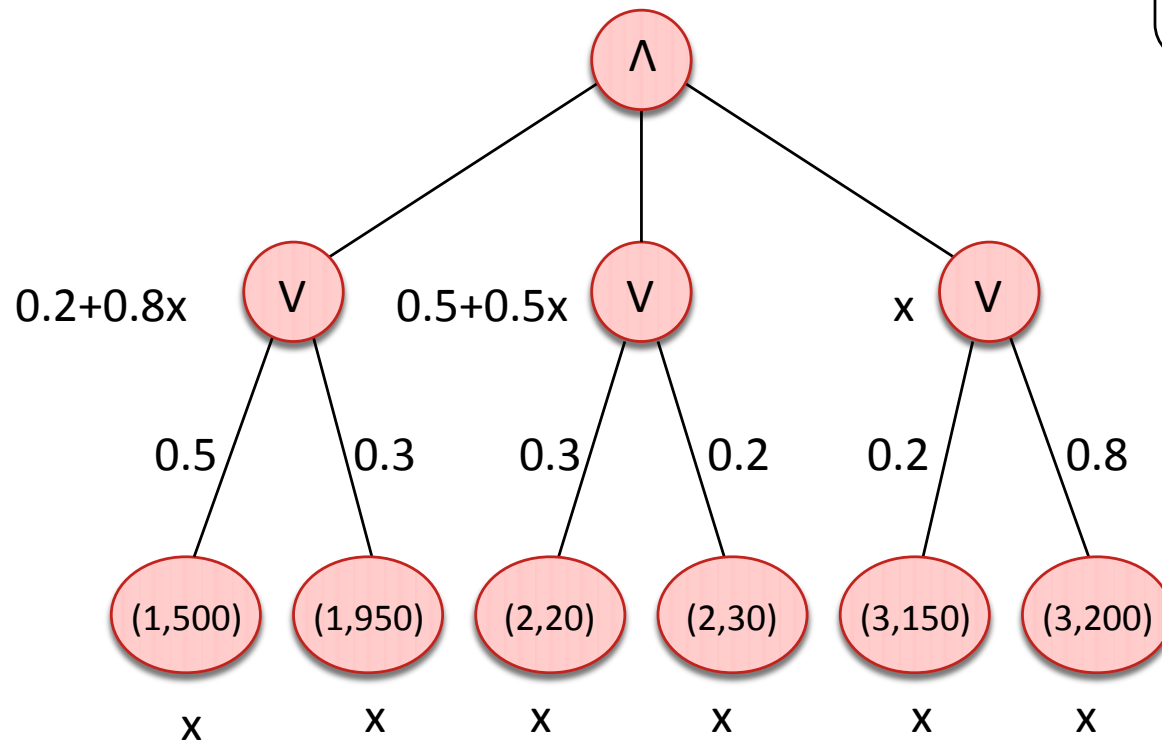 Λ
0.2+0.8x V 0.5+0.5x V x V
0.5 0.3 0.3 0.2 0.2 0.8
(1,500) (1,950) (2,20) (2,30) (3,150) (3,200)
x x x x x x